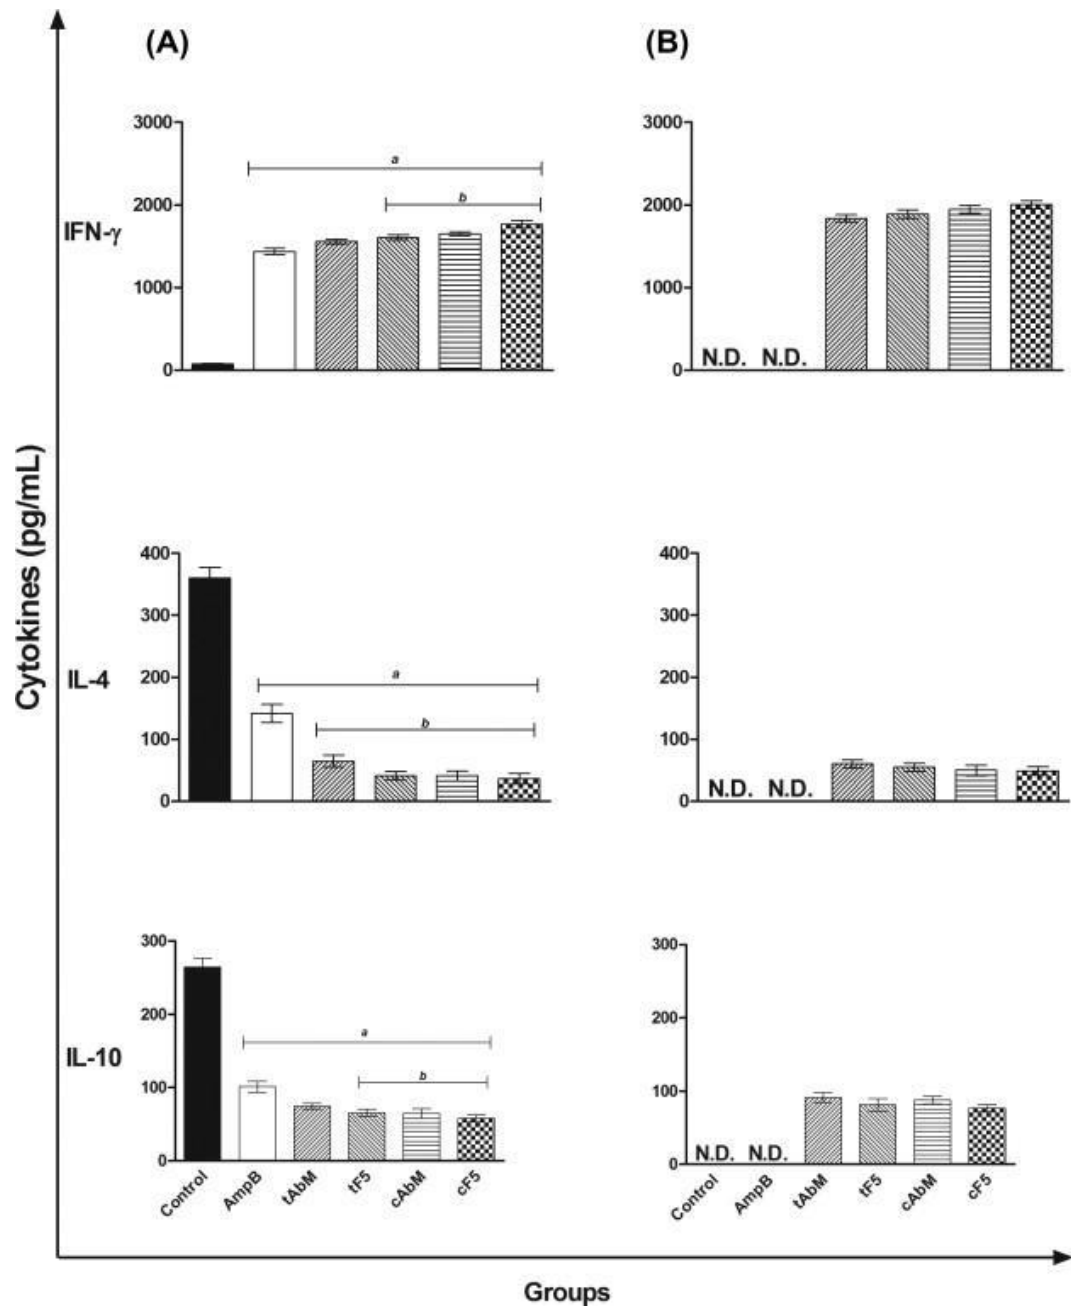 (A)
(B)
Cytokines (pg/mL)
IFN-γ
3000
2000
1000
0
a
b
3000
2000
1000
0
N.D. N.D.
IL-4
400
300
200
100
0
a
b
400
300
200
100
0
N.D. N.D.
IL-10
300
200
100
0
a
b
Control AmpB tAbM tF5 cAbM cF5
300
200
100
0
N.D. N.D.
Control AmpB tAbM tF5 cAbM cF5
Groups